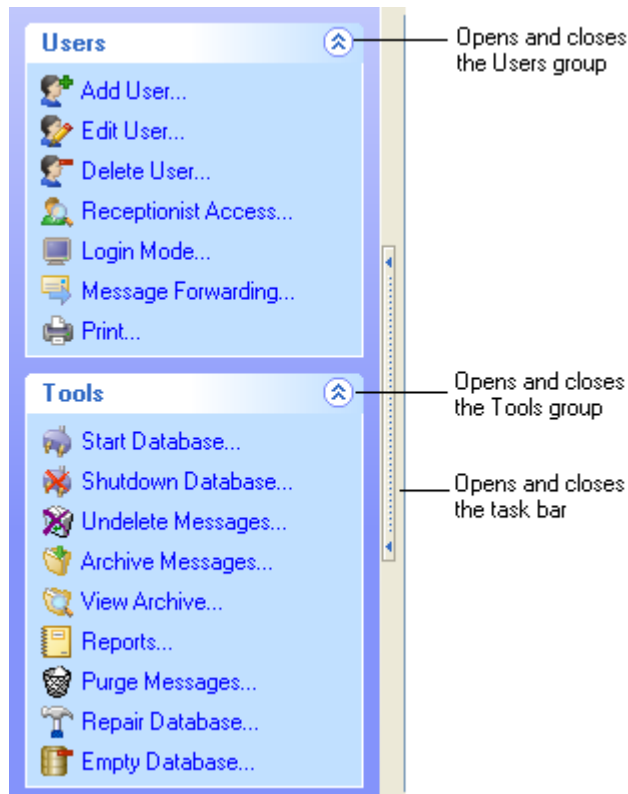 Users
Opens and closes
the Users group
Add User...
Edit User...
Delete User...
Receptionist Access...
Login Mode...
Message Forwarding...
Print...
Tools
Opens and closes
the Tools group
Start Database...
Shutdown Database...
Opens and closes
the task bar
Undelete Messages...
Archive Messages...
View Archive...
Reports...
Purge Messages...
Repair Database...
Empty Database...